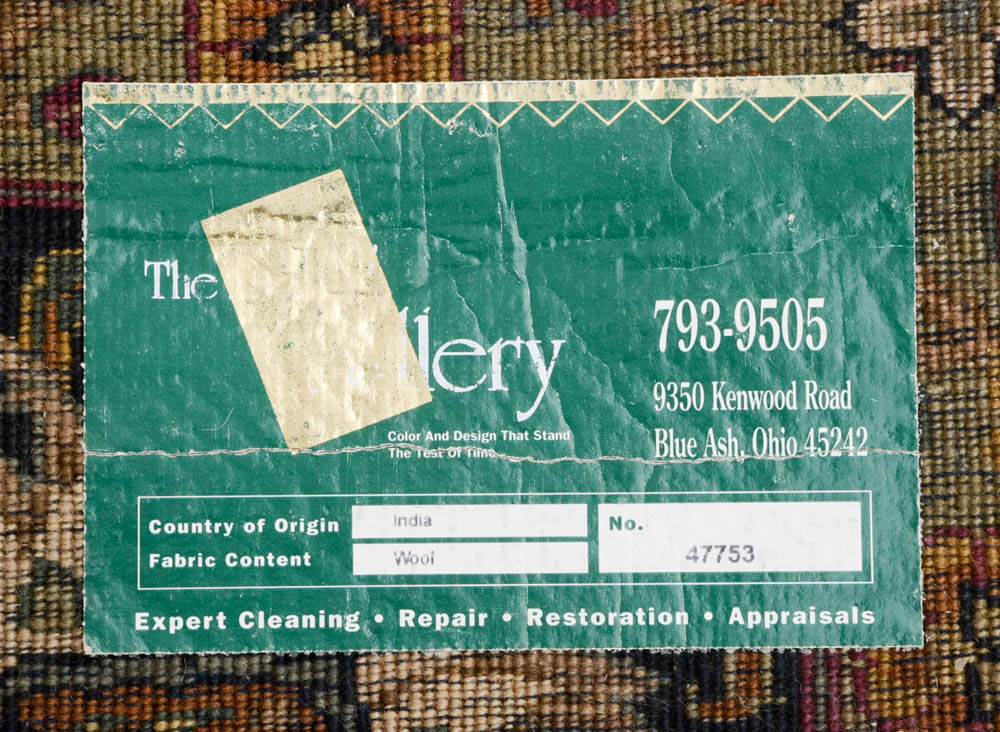 The
llery
Color And Design That Stand
The Test Of Time
793-9505
9350 Kenwood Road
Blue Ash, Ohio 45242
Country of Origin India
Fabric Content Wool
No.
47753
Expert Cleaning • Repair • Restoration • Appraisals